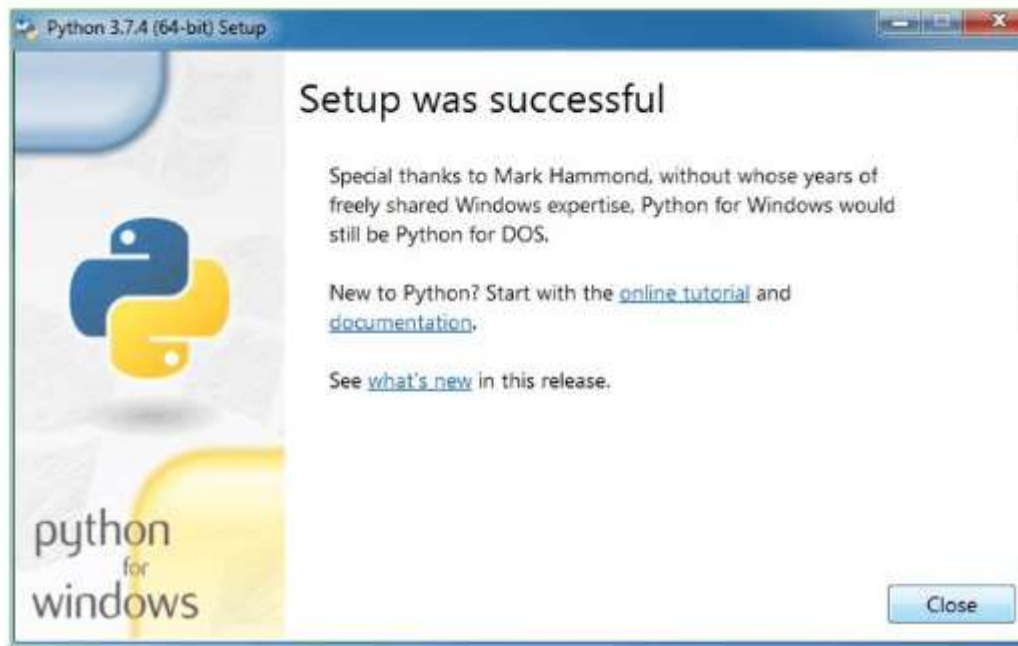 Python 3.7.4 (64-bit) Setup
Setup was successful
Special thanks to Mark Hammond, without whose years of
freely shared Windows expertise, Python for Windows would
still be Python for DOS.
New to Python? Start with the online tutorial and
documentation.
See what's new in this release.
python
for
windows
Close